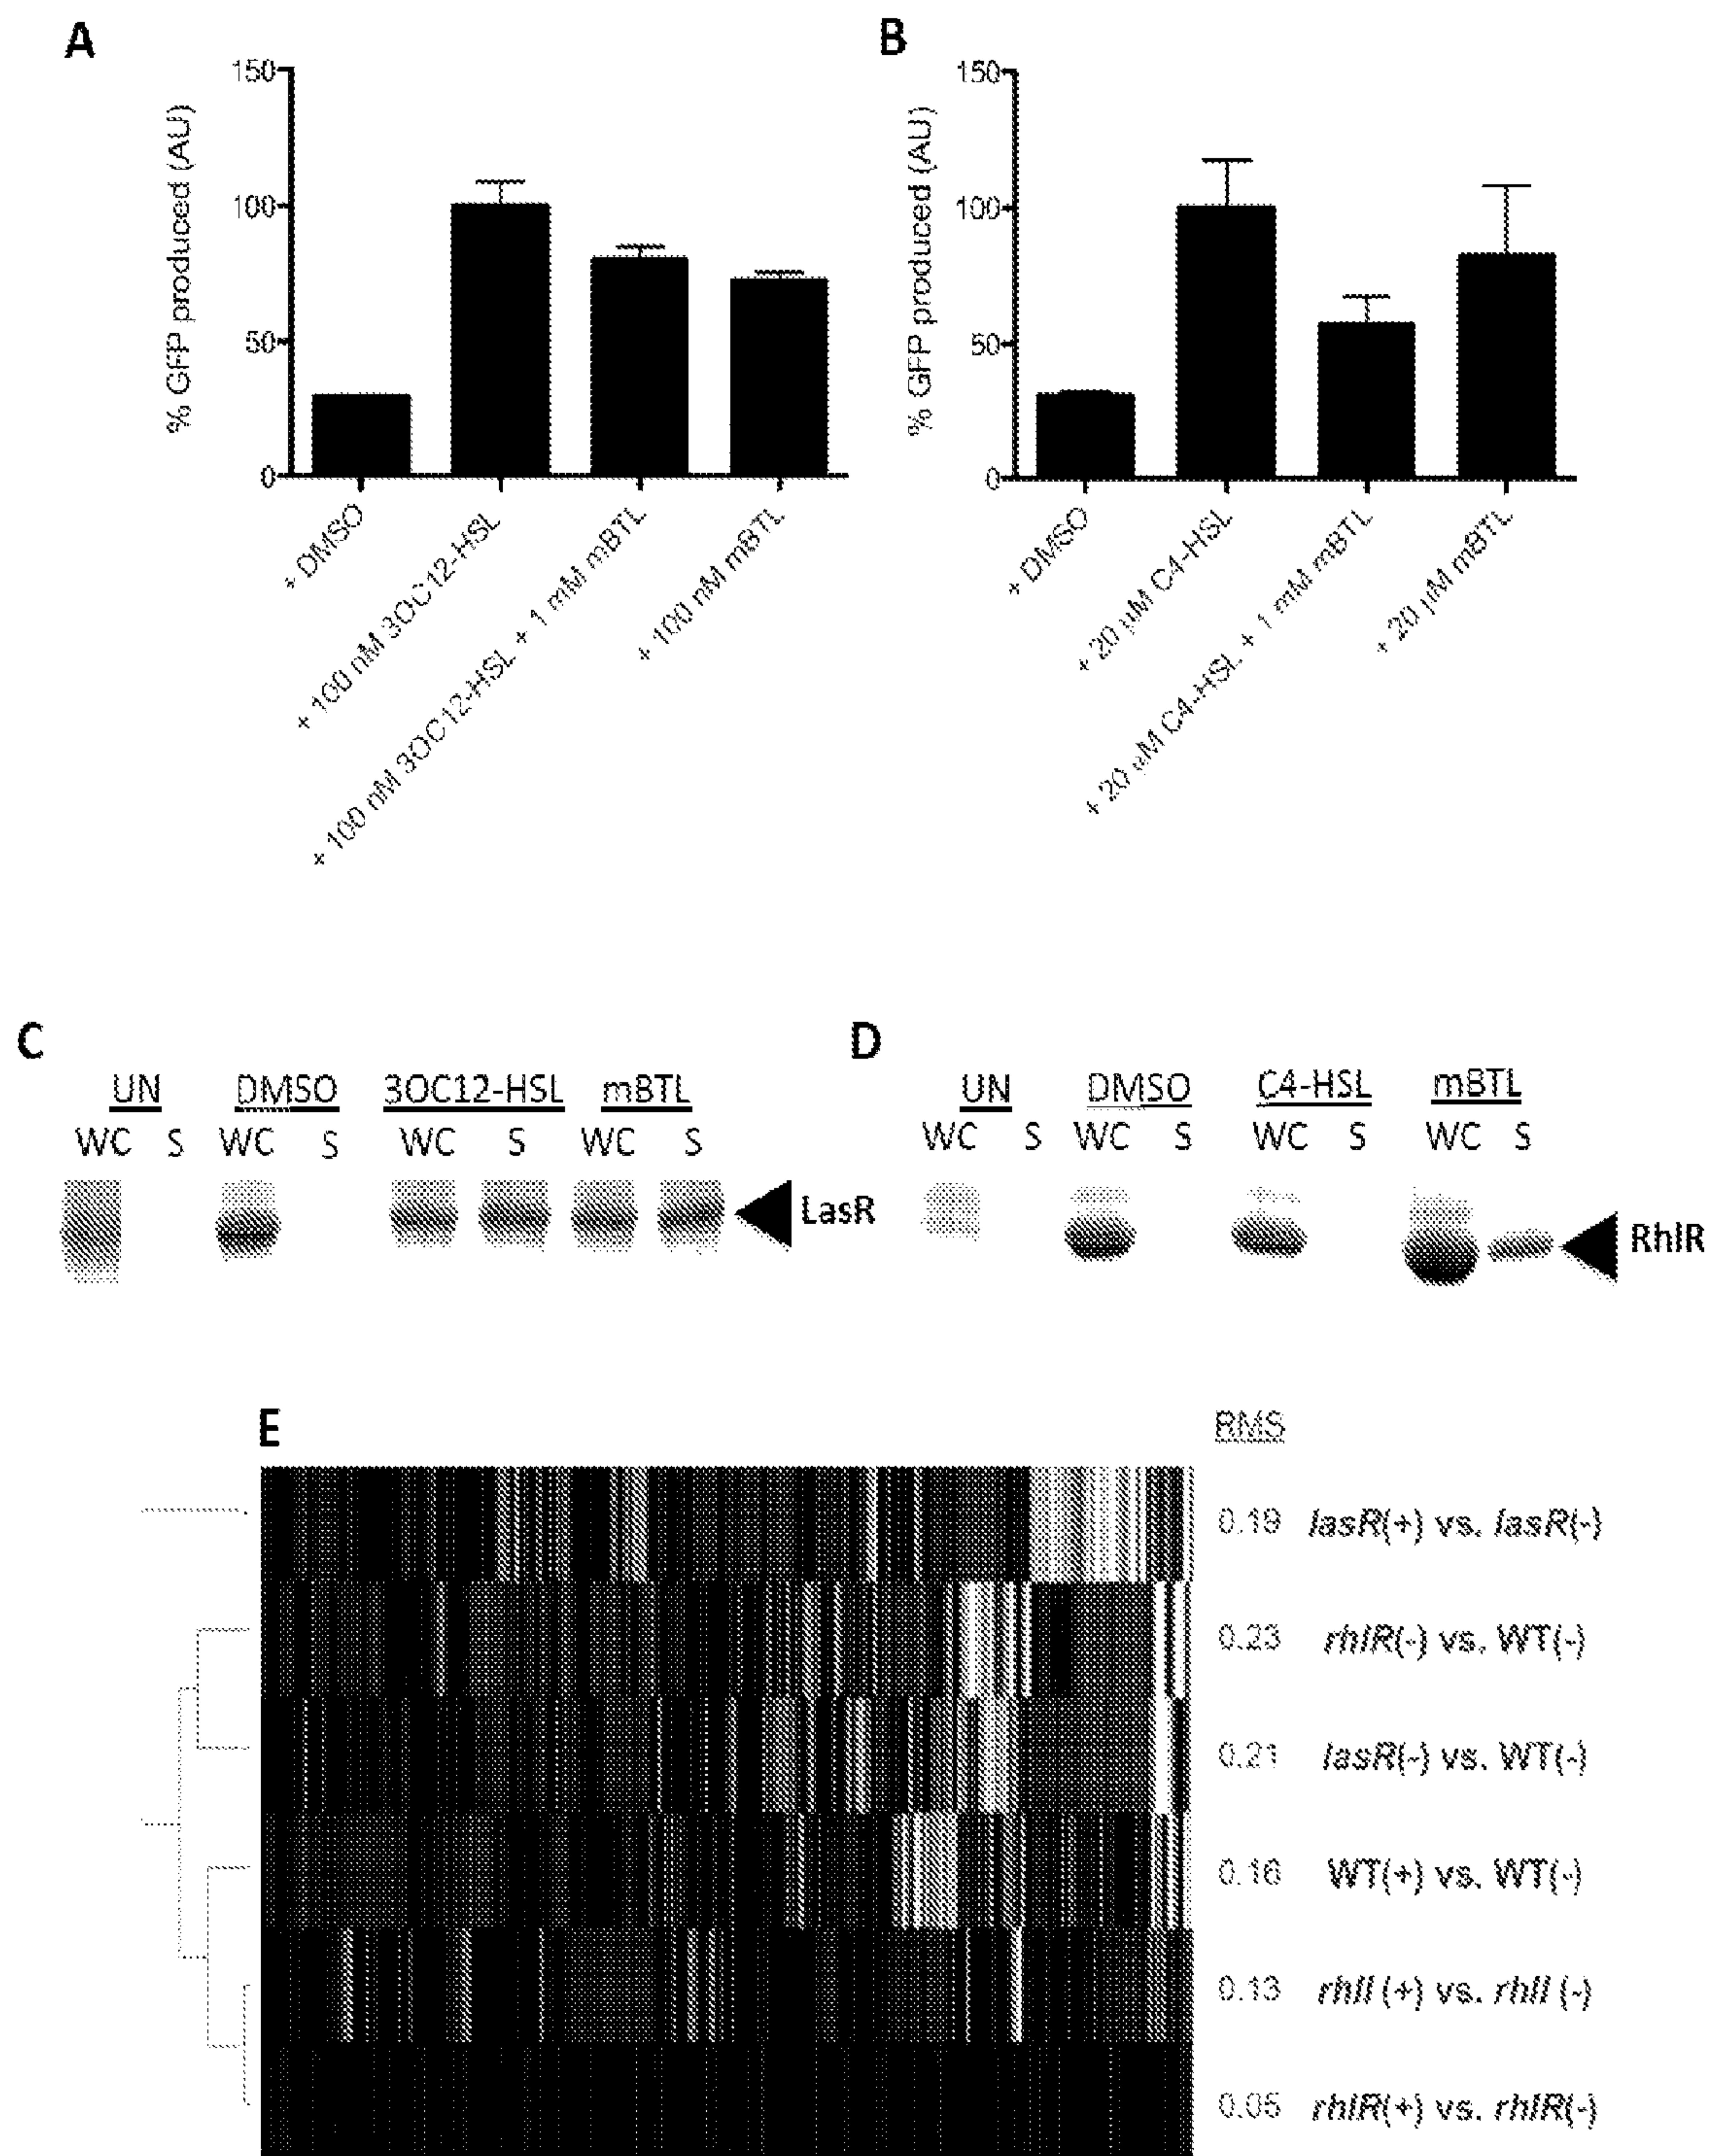 A
% GFP produced (AU)
150
100
50
0
+ DMSO
+ 100 nM 3OC12-HSL
+ 100 nM 3OC12-HSL + 1 mM mBTL
+ 100 nM mBTL
B
% GFP produced (AU)
150
100
50
0
+ DMSO
+ 20 µM C4-HSL
+ 20 µM C4-HSL + 1 mM mBTL
+ 20 µM mBTL
C
UN DMSO 3OC12-HSL mBTL
WC S WC S WC S WC S
LasR
D
UN DMSO C4-HSL mBTL
WC S WC S WC S WC S
RhlR
E
RMS
0.19 lasR(+) vs. lasR(-)
0.23 rhlR(-) vs. WT(-)
0.21 lasR(-) vs. WT(-)
0.16 WT(+) vs. WT(-)
0.13 rhlI (+) vs. rhlI (-)
0.05 rhlR(+) vs. rhlR(-)